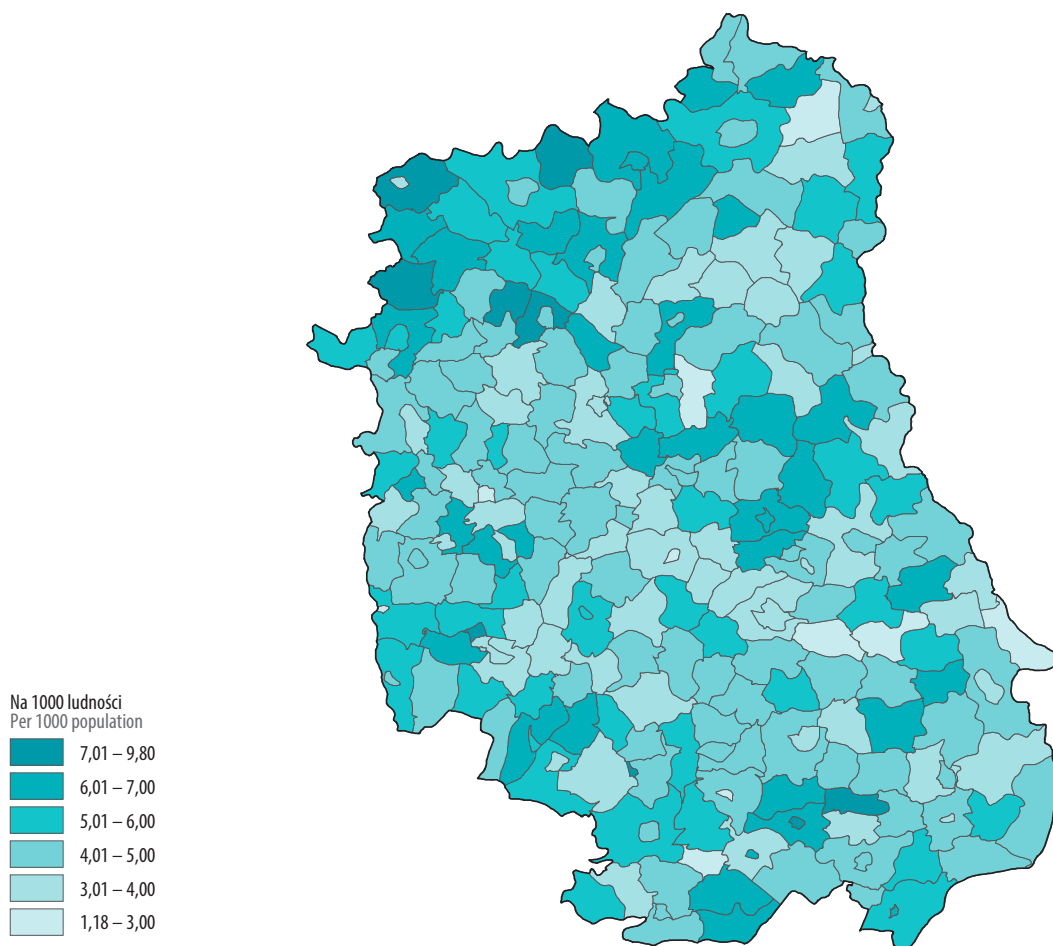 Na 1000 ludności
Per 1000 population
7,01 – 9,80
6,01 – 7,00
5,01 – 6,00
4,01 – 5,00
3,01 – 4,00
1,18 – 3,00